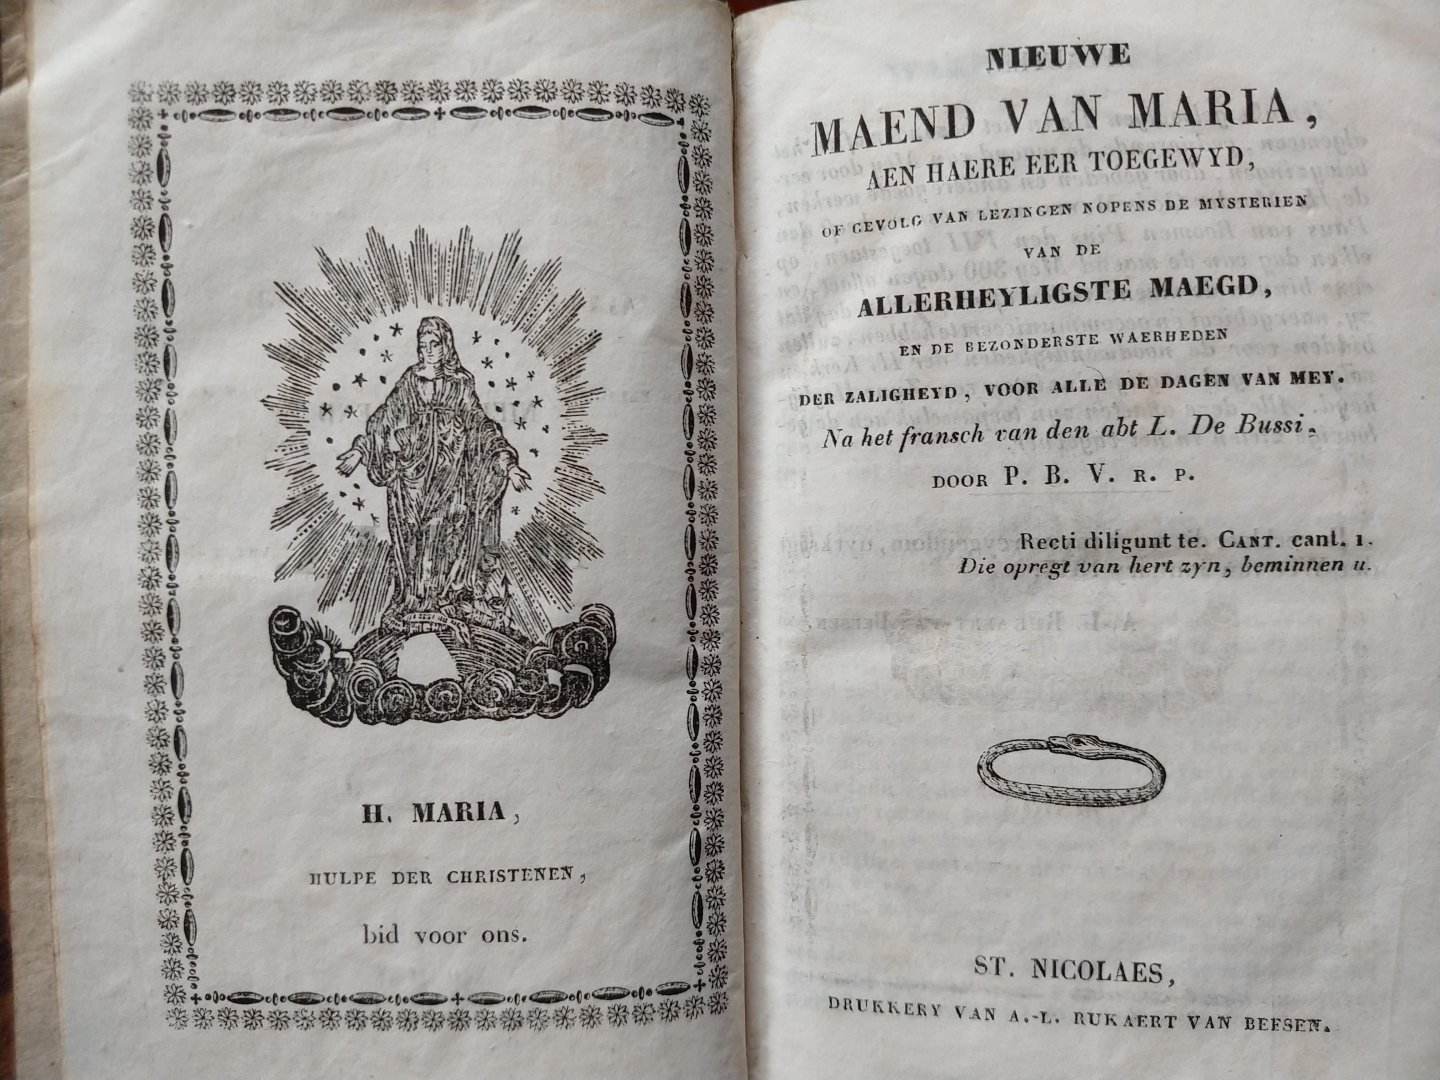 H. MARIA,
HULPE DER CHRISTENEN,
bid voor ons.
NIEUWE
MAEND VAN MARIA,
AEN HAERE EER TOEGEWYD,
OF GEVOLG VAN LEZINGEN NOPENS DE MYSTERIEN
VAN DE
ALLERHEYLIGSTE MAEGD,
EN DE BEZONDERSTE WAERHEDEN
DER ZALIGHEYD, VOOR ALLE DE DAGEN VAN MEY.
Na het fransch van den abt L. De Bussi.
DOOR P. B. V. R. P.
Recti diligunt te. CANT. cant. 1.
Die opregt van hert zyn, beminnen u.
ST. NICOLAES,
DRUKKERY VAN A.-L. RUKAERT VAN BEESEN.